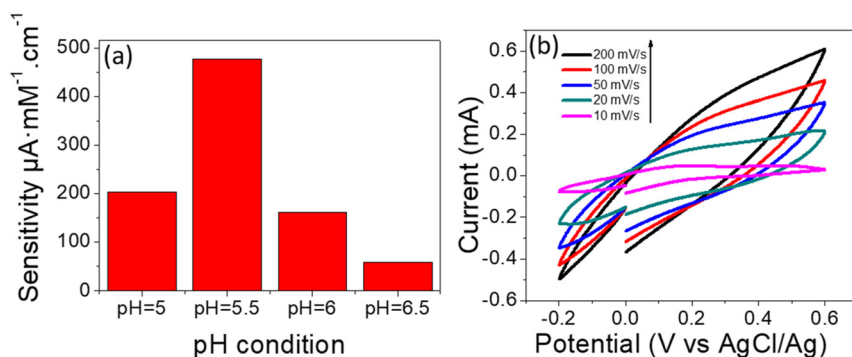 (a)
Sensitivity µA·mM⁻¹.cm⁻¹
500
400
300
200
100
0
pH=5 pH=5.5 pH=6 pH=6.5
pH condition
(b)
200 mV/s
100 mV/s
50 mV/s
20 mV/s
10 mV/s
Current (mA)
0.6
0.4
0.2
0.0
-0.2
-0.4
-0.6
-0.2 0.0 0.2 0.4 0.6
Potential (V vs AgCl/Ag)